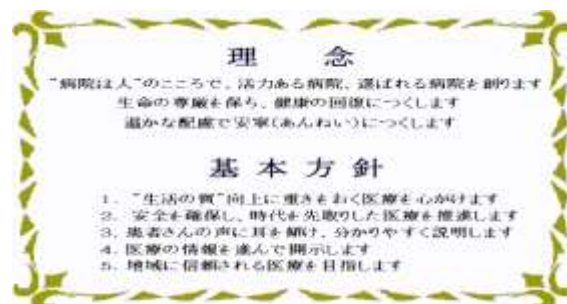 理念
"病院は人"のこころで、活力ある病院、選ばれる病院を創ります
生命の尊厳を保ち、健康の回復につくします
温かな配慮で安寧(あんねい)につくします
基本方針
1. "生活の質"向上に重きをおく医療を心がけます
2. 安全を確保し、時代を先取りした医療を推進します
3. 患者さんの声に耳を傾け、分かりやすく説明します
4. 医療の情報を進んで開示します
5. 地域に信頼される医療を目指します